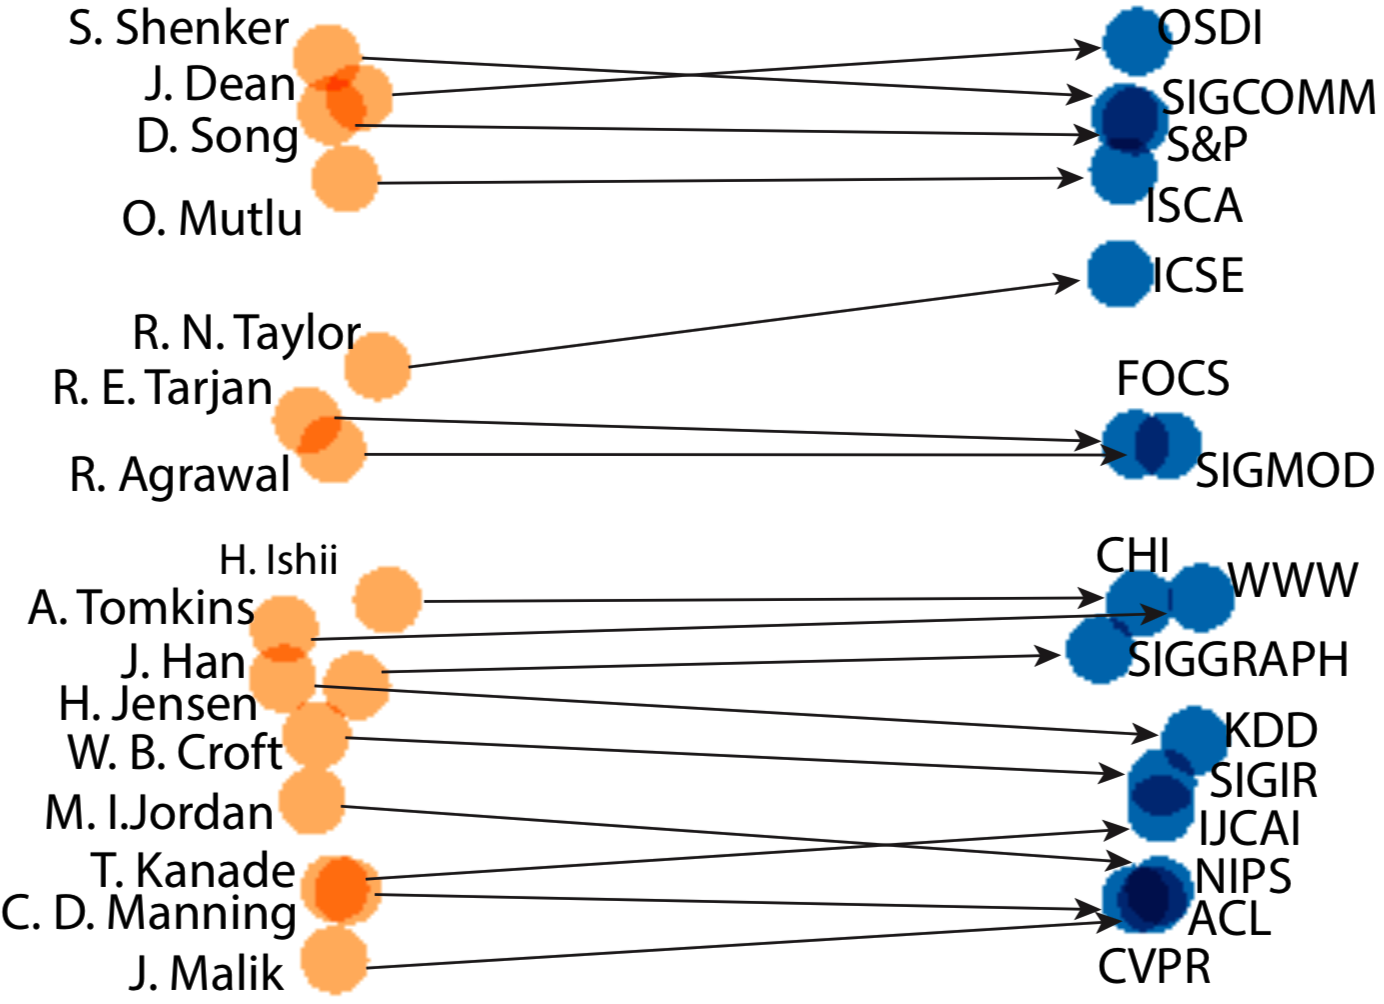 S. Shenker
J. Dean
D. Song
O. Mutlu
R. N. Taylor
R. E. Tarjan
R. Agrawal
H. Ishii
A. Tomkins
J. Han
H. Jensen
W. B. Croft
M. I.Jordan
T. Kanade
C. D. Manning
J. Malik
OSDI
SIGCOMM
S&P
ISCA
ICSE
FOCS
SIGMOD
CHI
WWW
SIGGRAPH
KDD
SIGIR
IJCAI
NIPS
ACL
CVPR